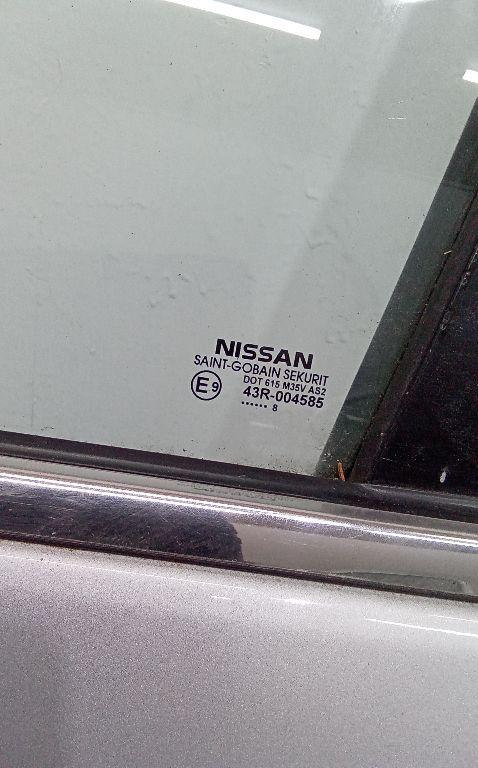 NISSAN
SAINT-GOBAIN SEKURIT
E9 DOT 615 M35V AS2
43R-004585
...... 8